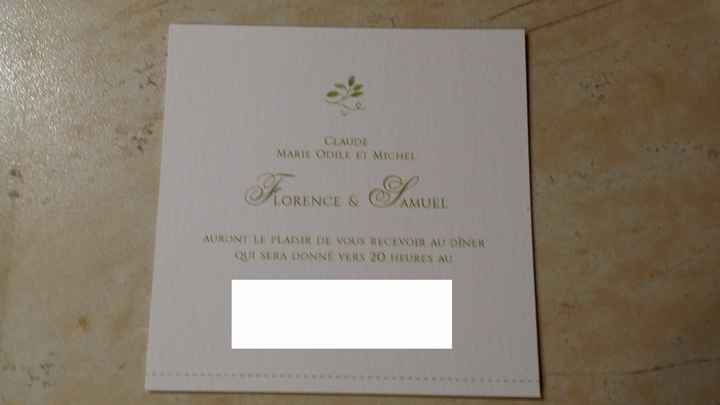 CLAUDE
MARIE ODILE ET MICHEL
FLORENCE & SAMUEL
AURONT LE PLAISIR DE VOUS RECEVOIR AU DÎNER
QUI SERA DONNÉ VERS 20 HEURES AU